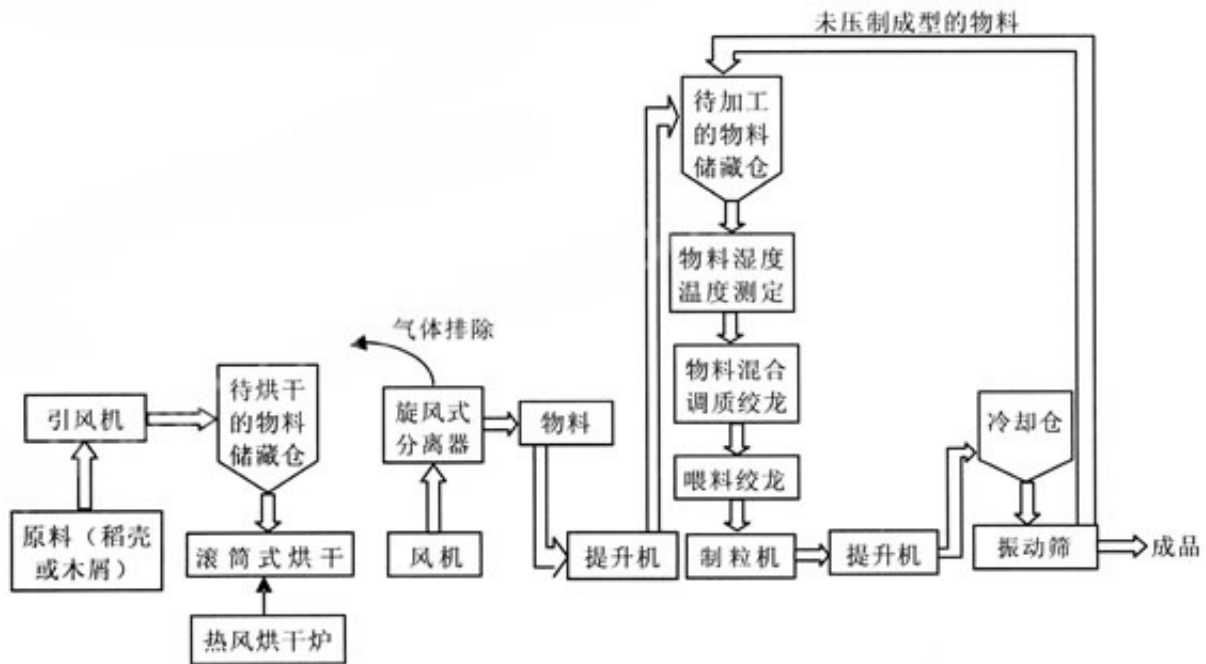 未压制成型的物料
待加工
的物料
储藏仓
物料湿度
温度测定
气体排除
物料混合
调质绞龙
待烘干
的物料
储藏仓
引风机
旋风式
分离器
物料
冷却仓
喂料绞龙
原料（稻壳
或木屑）
滚筒式烘干
风机
提升机
制粒机
提升机
振动筛
成品
热风烘干炉